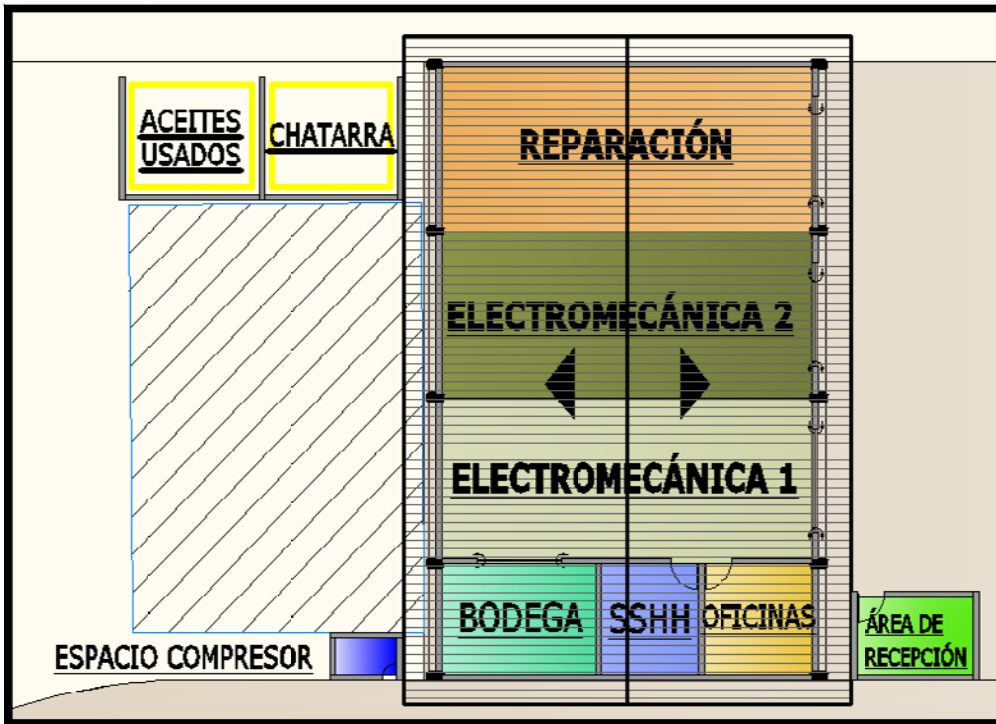 ACEITES
USADOS
CHATARRA
REPARACIÓN
ELECTROMECÁNICA 2
ELECTROMECÁNICA 1
BODEGA
SSHH
OFICINAS
ÁREA DE
RECEPCIÓN
ESPACIO COMPRESOR